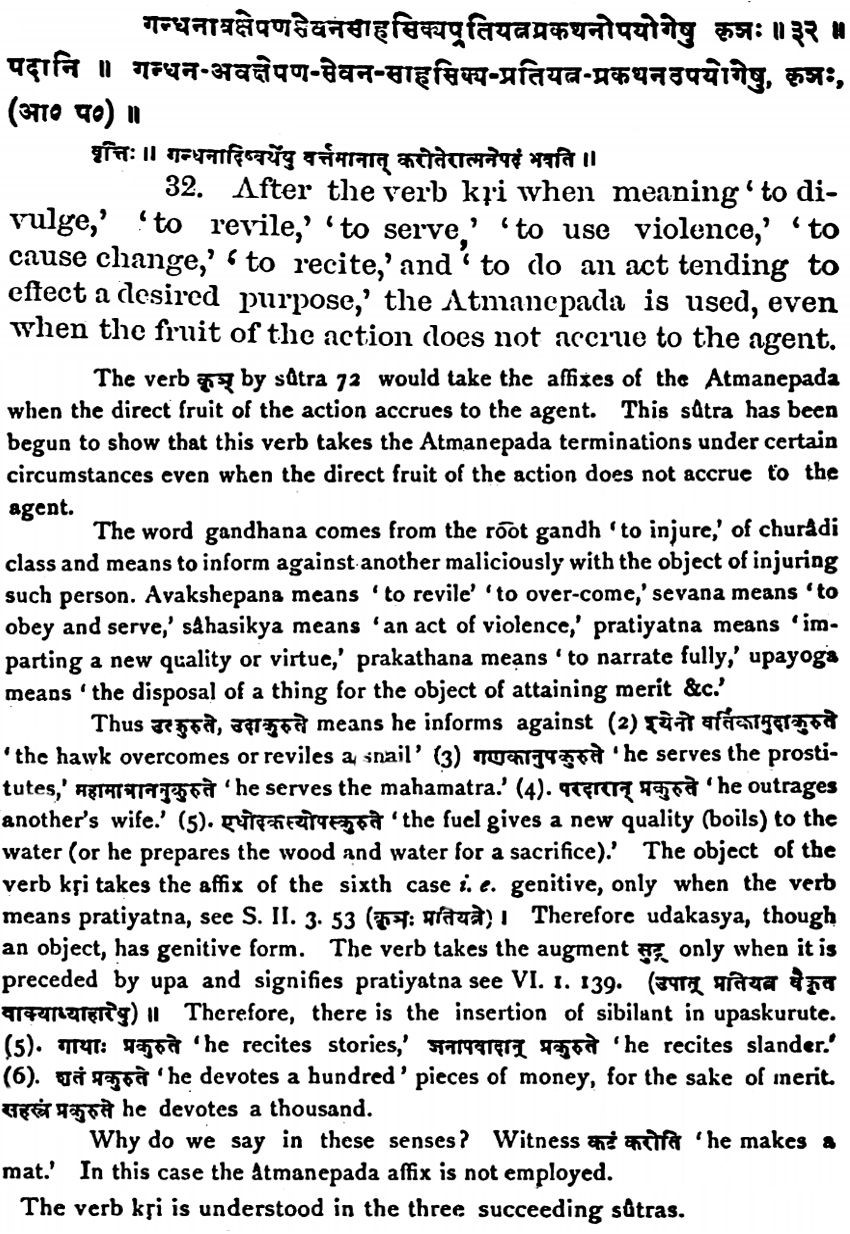 गन्धनावक्षेपणसेवनसाहसिक्यप्रतियत्नप्रकथनोपयोगेषु कृञः ॥ ३२ ॥
पदानि ॥ गन्धन-अवक्षेपण-सेवन-साहसिक्य-प्रतियत्न-प्रकथनउपयोगेषु, कृञः,
(आ० प०) ॥
वृत्तिः ॥ गन्धनादिष्वर्थेषु वर्त्तमानात् करोतेरात्मनेपदं भवति ॥
32. After the verb kṛi when meaning ‘ to di-
vulge,’ ‘to revile,’ ‘to serve,’ ‘to use violence,’ ‘to
cause change,’ ‘ to recite,’ and ‘ to do an act tending to
effect a desired purpose,’ the Atmanepada is used, even
when the fruit of the action does not accrue to the agent.
The verb कृञ् by sûtra 72 would take the affixes of the Atmanepada
when the direct fruit of the action accrues to the agent. This sûtra has been
begun to show that this verb takes the Atmanepada terminations under certain
circumstances even when the direct fruit of the action does not accrue to the
agent.
The word gandhana comes from the root gandh ‘to injure,’ of churâdi
class and means to inform against another maliciously with the object of injuring
such person. Avakshepana means ‘ to revile’ ‘to over-come,’ sevana means ‘to
obey and serve,’ sâhasikya means ‘an act of violence,’ pratiyatna means ‘im-
parting a new quality or virtue,’ prakathana means ‘ to narrate fully,’ upayoga
means ‘ the disposal of a thing for the object of attaining merit &c.’
Thus उत्कुरुते, उदाकुरुते means he informs against (2) श्येनो वर्तिकामुदाकुरुते
‘the hawk overcomes or reviles a snail’ (3) गणकानुपकुरुते ‘he serves the prosti-
tutes,’ महामात्राननुकुरुते ‘he serves the mahamatra.’ (4). परदारान् प्रकुरुते ‘he outrages
another’s wife.’ (5). एधोदकस्योपस्कुरुते ‘the fuel gives a new quality (boils) to the
water (or he prepares the wood and water for a sacrifice).’ The object of the
verb kṛi takes the affix of the sixth case i. e. genitive, only when the verb
means pratiyatna, see S. II. 3. 53 (कृञः प्रतियत्ने) । Therefore udakasya, though
an object, has genitive form. The verb takes the augment सुट् only when it is
preceded by upa and signifies pratiyatna see VI. 1. 139. (उपात् प्रतियत्न वैकृत
वाक्याध्याहारेषु) ॥ Therefore, there is the insertion of sibilant in upaskurute.
(5). गाथाः प्रकुरुते ‘he recites stories,’ जनापवादान् प्रकुरुते ‘he recites slander.’
(6). शतं प्रकुरुते ‘he devotes a hundred’ pieces of money, for the sake of merit.
सहस्रं प्रकुरुते he devotes a thousand.
Why do we say in these senses? Witness कटं करोति ‘he makes a
mat.’ In this case the âtmanepada affix is not employed.
The verb kṛi is understood in the three succeeding sûtras.